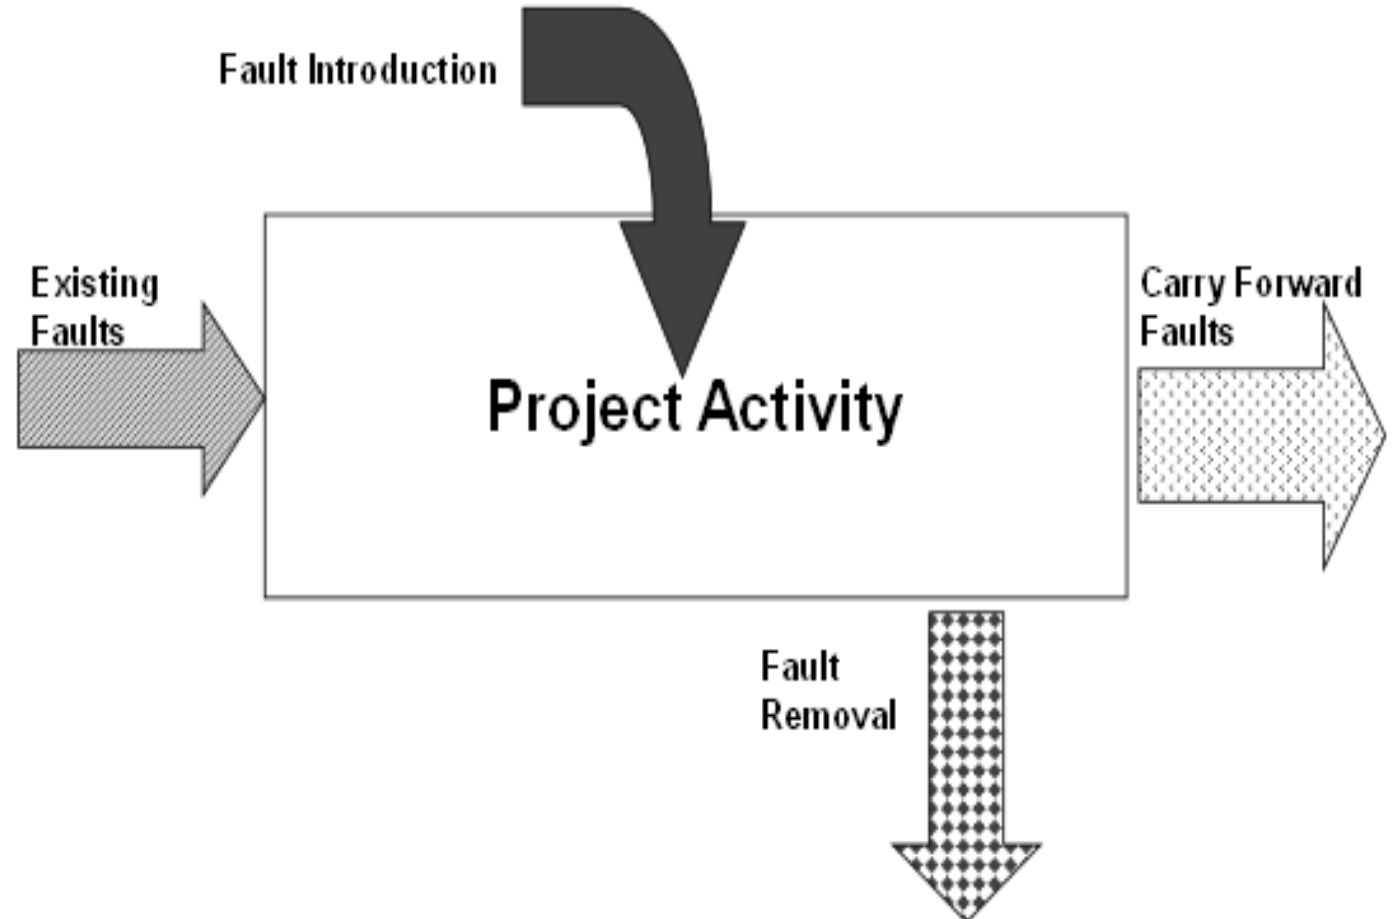 Fault Introduction
Existing
Faults
Carry Forward
Faults
Project Activity
Fault
Removal